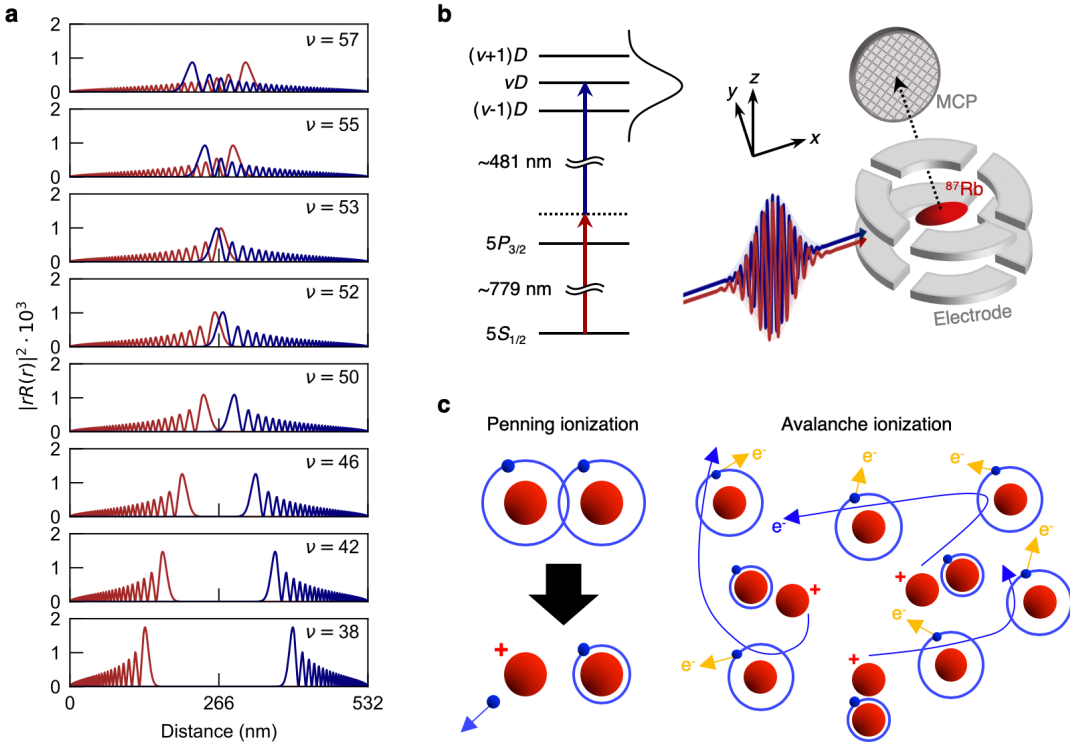 a
2
1
0
ν = 57
2
1
0
ν = 55
2
1
0
ν = 53
2
1
0
ν = 52
2
1
0
ν = 50
2
1
0
ν = 46
2
1
0
ν = 42
2
1
0
ν = 38
|rR(r)|² · 10³
0 266 532
Distance (nm)
b
(ν+1)D
νD
(ν-1)D
~481 nm
5P3/2
~779 nm
5S1/2
z
y
x
MCP
⁸⁷Rb
Electrode
c
Penning ionization
+
Avalanche ionization
e⁻
e⁻
e⁻
e⁻
e⁻
+
+
e⁻
e⁻
+